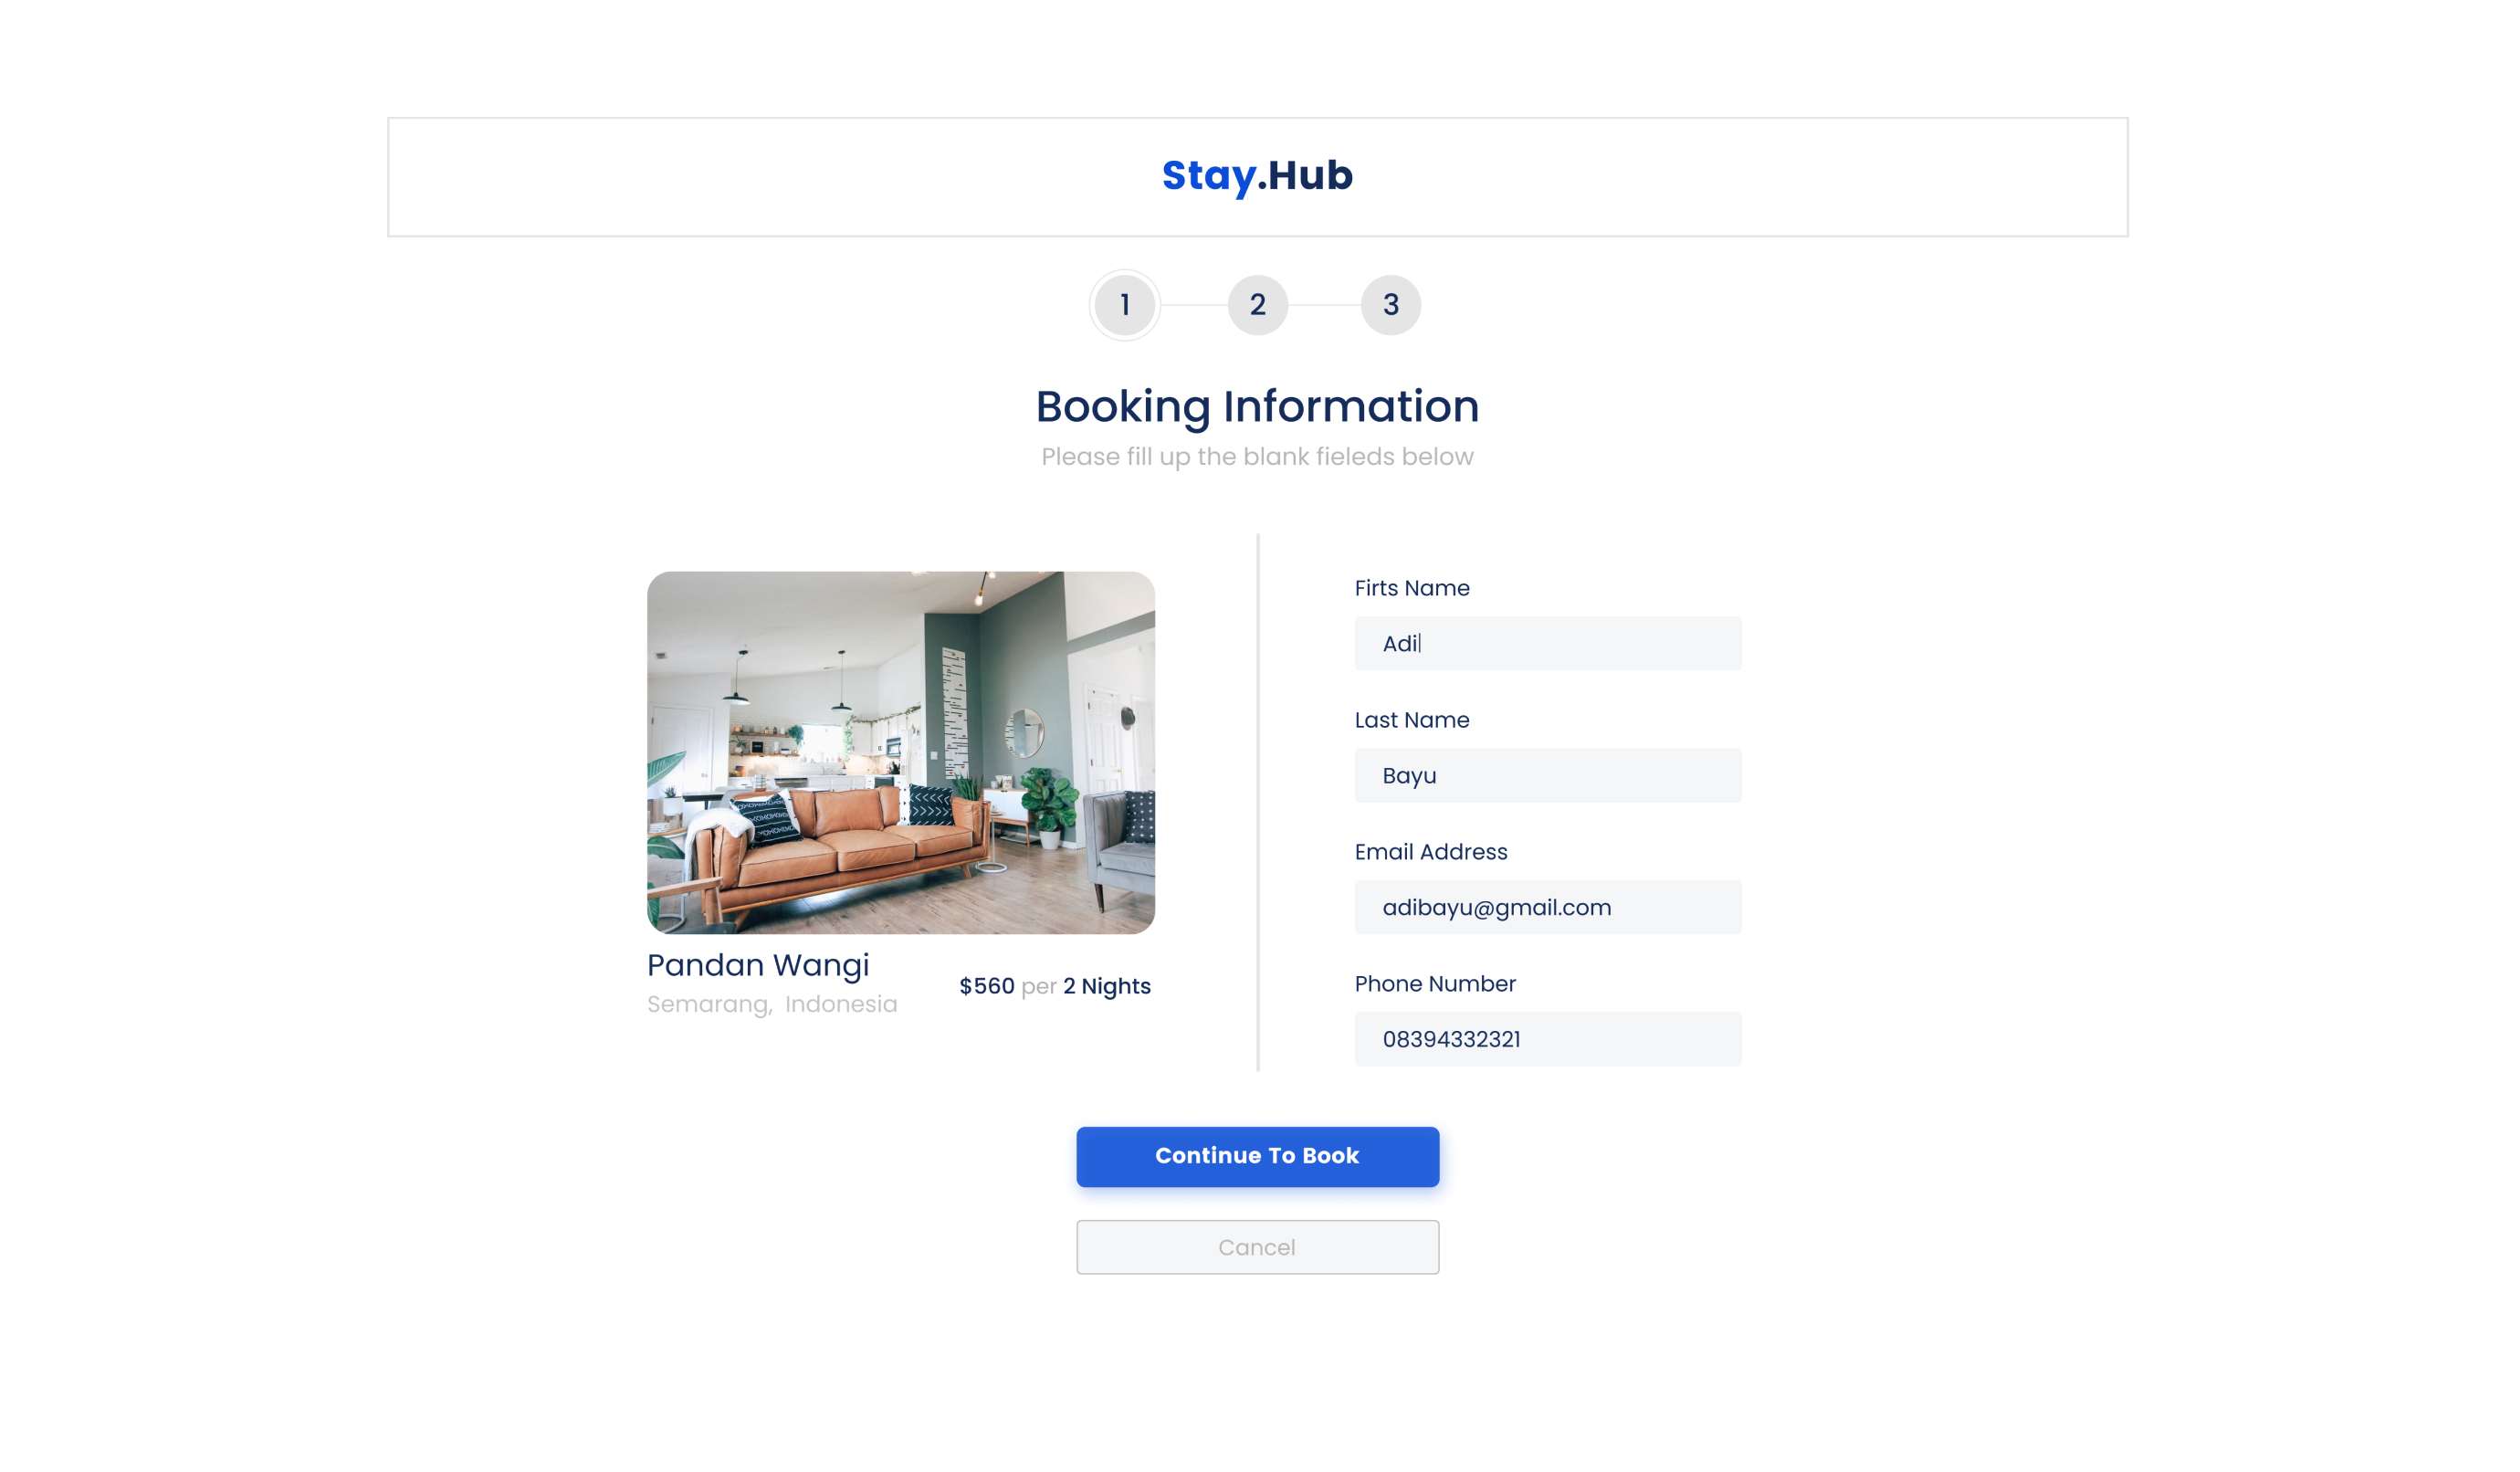 Stay.Hub
1 2 3
Booking Information
Please fill up the blank fieleds below
Pandan Wangi
Semarang, Indonesia
$560 per 2 Nights
Firts Name
Adi
Last Name
Bayu
Email Address
adibayu@gmail.com
Phone Number
08394332321
Continue To Book
Cancel